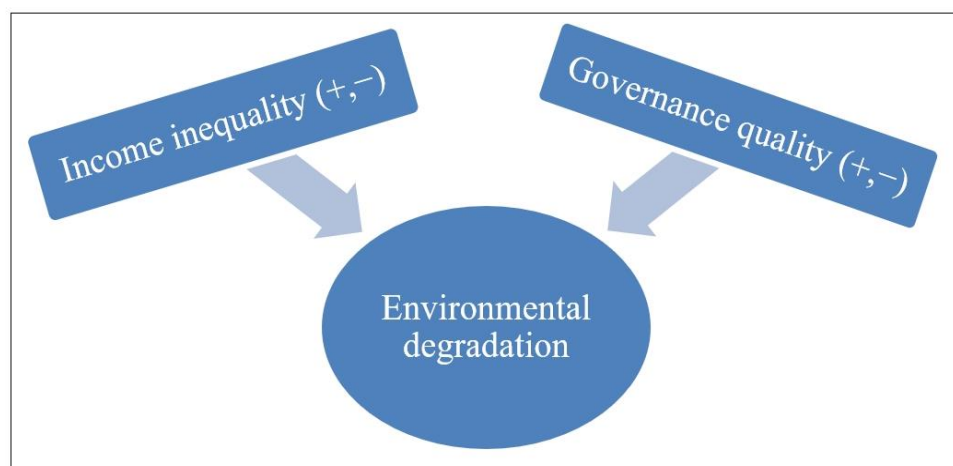 Income inequality (+,−)
Governance quality (+,−)
Environmental
degradation